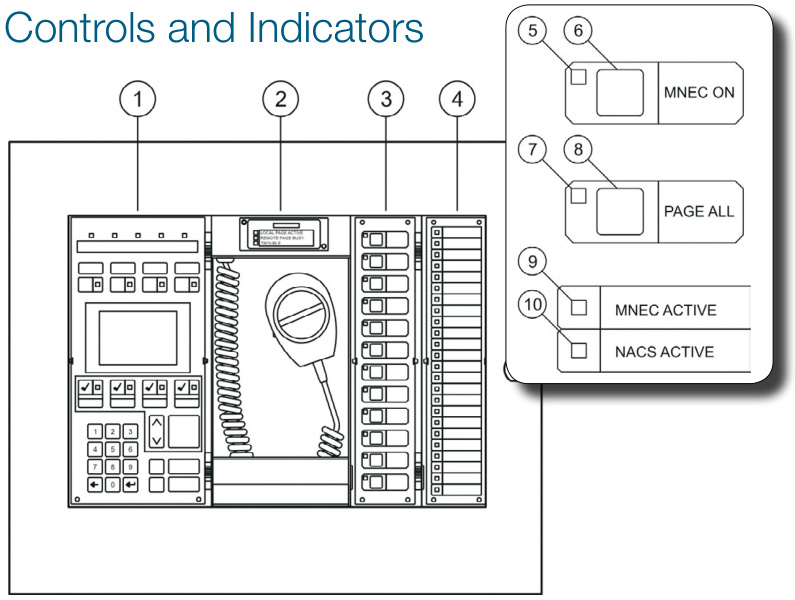 Controls and Indicators
5 6
MNEC ON
7 8
PAGE ALL
9
MNEC ACTIVE
10
NACS ACTIVE
1 2 3 4
LOCAL PAGE ACTIVE
REMOTE PAGE BUSY
TROUBLE
1 2 3
4 5 6
7 8 9
0